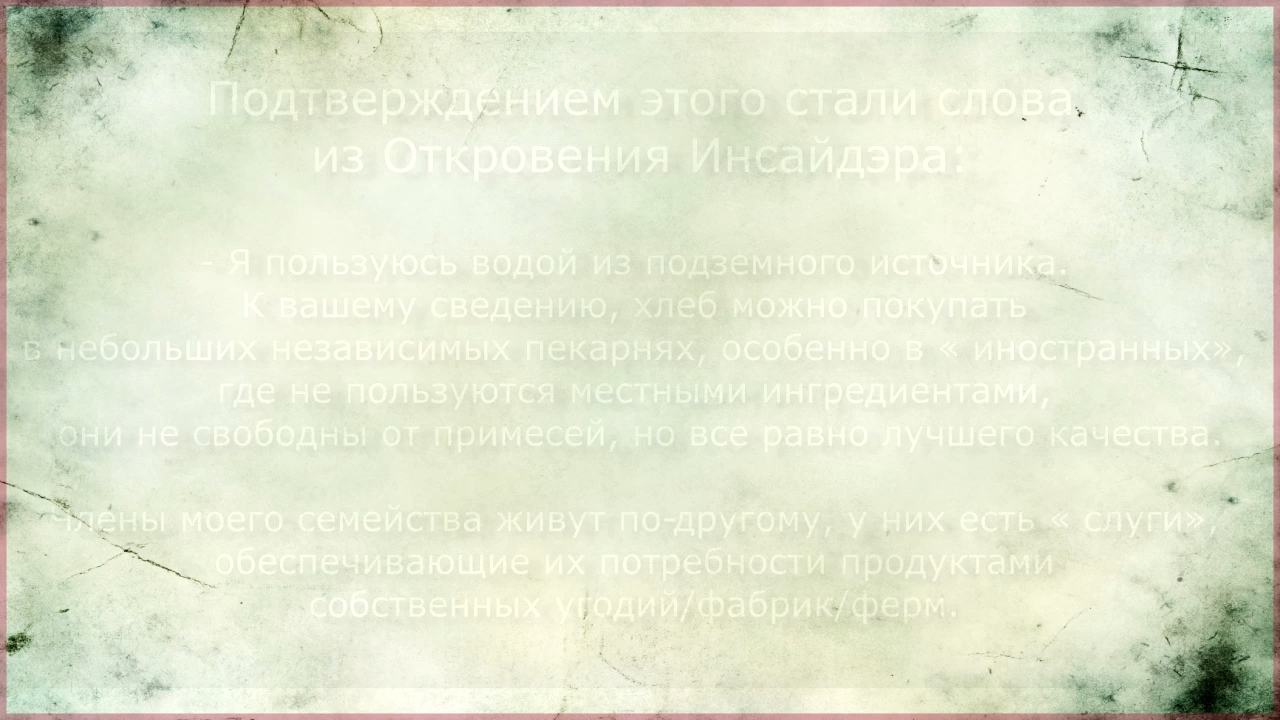 Подтверждением этого стали слова
из Откровения Инсайдэра:
- Я пользуюсь водой из подземного источника.
К вашему сведению, хлеб можно покупать
в небольших независимых пекарнях, особенно в « иностранных»,
где не пользуются местными ингредиентами,
они не свободны от примесей, но все равно лучшего качества.
Члены моего семейства живут по-другому, у них есть « слуги»,
обеспечивающие их потребности продуктами
собственных угодий/фабрик/ферм.